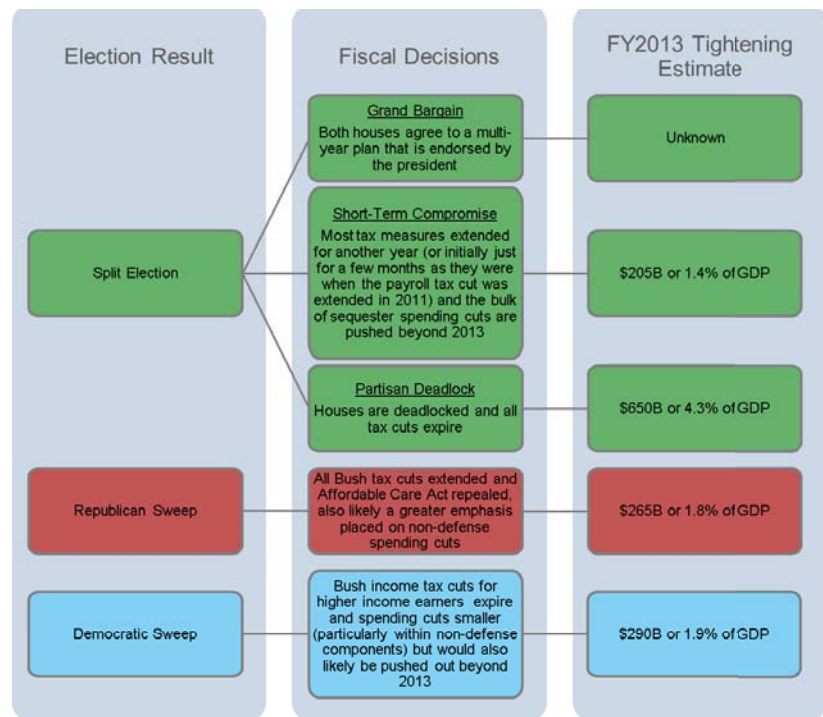 Election Result
Fiscal Decisions
FY2013 Tightening
Estimate
Grand Bargain
Both houses agree to a multi-
year plan that is endorsed by
the president
Unknown
Split Election
Short-Term Compromise
Most tax measures extended
for another year (or initially just
for a few months as they were
when the payroll tax cut was
extended in 2011) and the bulk
of sequester spending cuts are
pushed beyond 2013
$205B or 1.4% of GDP
Partisan Deadlock
Houses are deadlocked and all
tax cuts expire
$650B or 4.3% of GDP
Republican Sweep
All Bush tax cuts extended and
Affordable Care Act repealed,
also likely a greater emphasis
placed on non-defense
spending cuts
$265B or 1.8% of GDP
Democratic Sweep
Bush income tax cuts for
higher income earners expire
and spending cuts smaller
(particularly within non-defense
components) but would also
likely be pushed out beyond
2013
$290B or 1.9% of GDP